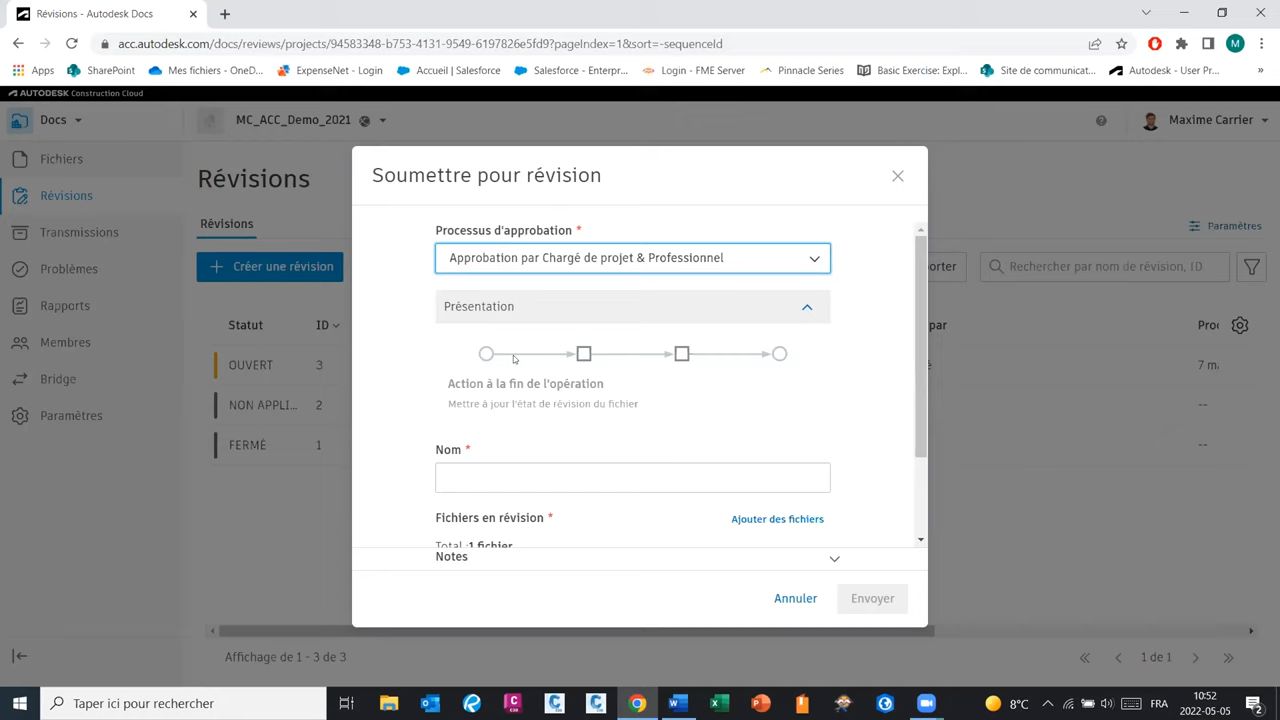 Révisions - Autodesk Docs
acc.autodesk.com/docs/reviews/projects/94583348-b753-4131-9549-6197826e5fd9?pageIndex=1&sort=-sequenceId
M
Apps SharePoint Mes fichiers - OneD... ExpenseNet - Login Accueil | Salesforce Salesforce - Enterpr... Login - FME Server Pinnacle Series Basic Exercise: Expl... Site de communicat... Autodesk - User Pr... »
AUTODESK Construction Cloud
Docs
MC_ACC_Demo_2021
Maxime Carrier
Fichiers
Révisions
Transmissions
Problèmes
Rapports
Membres
Bridge
Paramètres
Révisions
Révisions
Paramètres
+ Créer une révision
orter
Rechercher par nom de révision, ID
Statut ID par
OUVERT 3 7
NON APPLI... 2 --
FERMÉ 1 --
Affichage de 1 - 3 de 3
1 de 1
Soumettre pour révision
Processus d'approbation *
Approbation par Chargé de projet & Professionnel
Présentation
Action à la fin de l'opération
Mettre à jour l'état de révision du fichier
Nom *
Fichiers en révision *
Ajouter des fichiers
Total :1 fichier
Notes
Annuler
Envoyer
Taper ici pour rechercher
8°C
FRA
10:52
2022-05-05
2